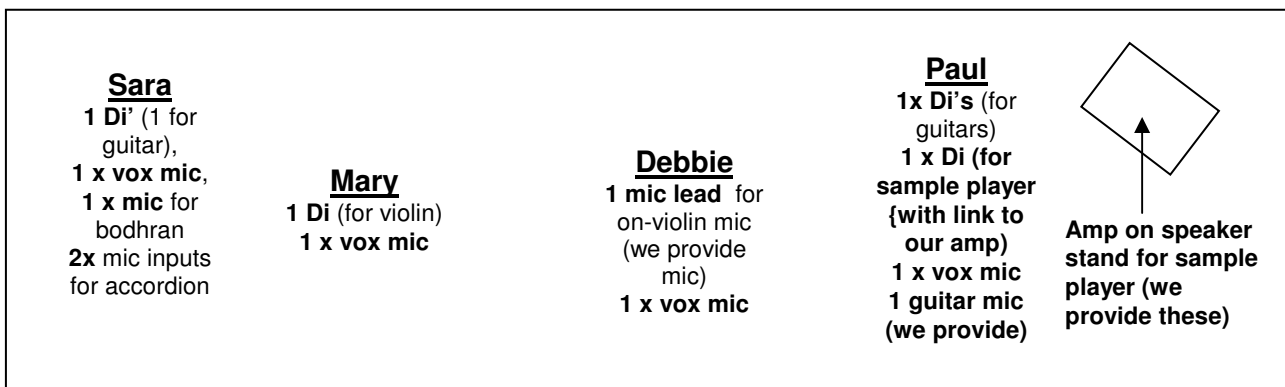 Sara
1 Di' (1 for
guitar),
1 x vox mic,
1 x mic for
bodhran
2x mic inputs
for accordion
Mary
1 Di (for violin)
1 x vox mic
Debbie
1 mic lead for
on-violin mic
(we provide
mic)
1 x vox mic
Paul
1x Di's (for
guitars)
1 x Di (for
sample player
{with link to
our amp)
1 x vox mic
1 guitar mic
(we provide)
Amp on speaker
stand for sample
player (we
provide these)